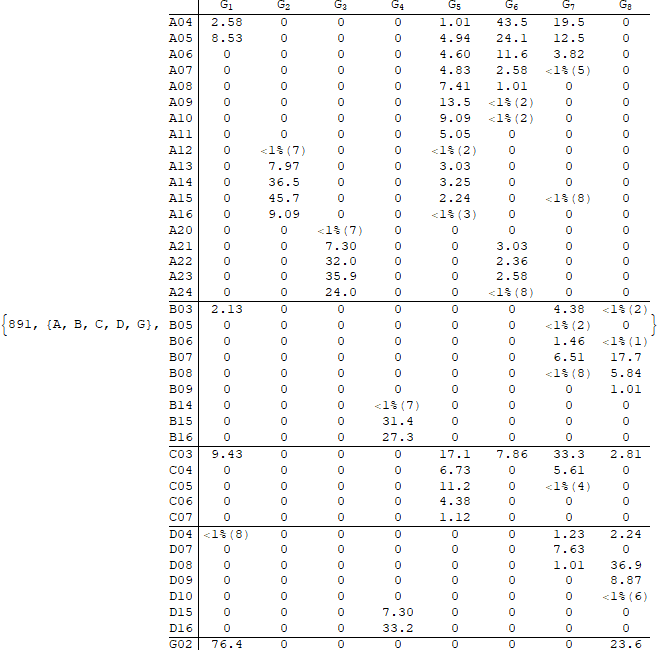 G1 G2 G3 G4 G5 G6 G7 G8
A04 2.58 0 0 0 1.01 43.5 19.5 0
A05 8.53 0 0 0 4.94 24.1 12.5 0
A06 0 0 0 0 4.60 11.6 3.82 0
A07 0 0 0 0 4.83 2.58 <1%(5) 0
A08 0 0 0 0 7.41 1.01 0 0
A09 0 0 0 0 13.5 <1%(2) 0 0
A10 0 0 0 0 9.09 <1%(2) 0 0
A11 0 0 0 0 5.05 0 0 0
A12 0 <1%(7) 0 0 <1%(2) 0 0 0
A13 0 7.97 0 0 3.03 0 0 0
A14 0 36.5 0 0 3.25 0 0 0
A15 0 45.7 0 0 2.24 0 <1%(8) 0
A16 0 9.09 0 0 <1%(3) 0 0 0
A20 0 0 <1%(7) 0 0 0 0 0
A21 0 0 7.30 0 0 3.03 0 0
A22 0 0 32.0 0 0 2.36 0 0
A23 0 0 35.9 0 0 2.58 0 0
A24 0 0 24.0 0 0 <1%(8) 0 0
B03 2.13 0 0 0 0 0 4.38 <1%(2)
{891, {A, B, C, D, G}, B05 0 0 0 0 0 0 <1%(2) 0 }
B06 0 0 0 0 0 0 1.46 <1%(1)
B07 0 0 0 0 0 0 6.51 17.7
B08 0 0 0 0 0 0 <1%(8) 5.84
B09 0 0 0 0 0 0 0 1.01
B14 0 0 0 <1%(7) 0 0 0 0
B15 0 0 0 31.4 0 0 0 0
B16 0 0 0 27.3 0 0 0 0
C03 9.43 0 0 0 17.1 7.86 33.3 2.81
C04 0 0 0 0 6.73 0 5.61 0
C05 0 0 0 0 11.2 0 <1%(4) 0
C06 0 0 0 0 4.38 0 0 0
C07 0 0 0 0 1.12 0 0 0
D04 <1%(8) 0 0 0 0 0 1.23 2.24
D07 0 0 0 0 0 0 7.63 0
D08 0 0 0 0 0 0 1.01 36.9
D09 0 0 0 0 0 0 0 8.87
D10 0 0 0 0 0 0 0 <1%(6)
D15 0 0 0 7.30 0 0 0 0
D16 0 0 0 33.2 0 0 0 0
G02 76.4 0 0 0 0 0 0 23.6